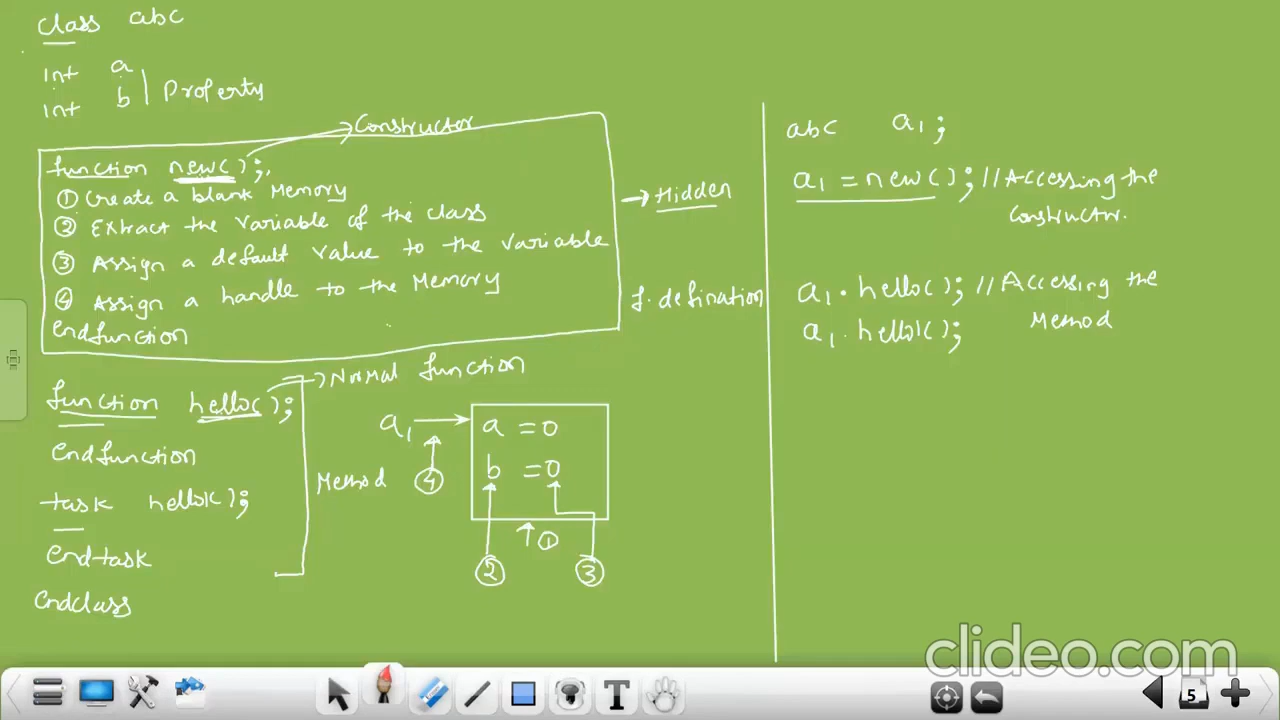 class abc
int a
int b
Property
Constructor
function new();
① Create a blank Memory
② Extract the variable of the class
③ Assign a default value to the variable
④ Assign a handle to the Memory
endfunction
Hidden
f. defination
function hello();
Normal function
endfunction
task hello1();
endtask
endclass
Method
a1
④
a = 0
b = 0
①
②
③
abc a1;
a1 = new(); // Accessing the
constructor.
a1.hello(); // Accessing the
Method
a1.hello1();
clideo.com
T
5